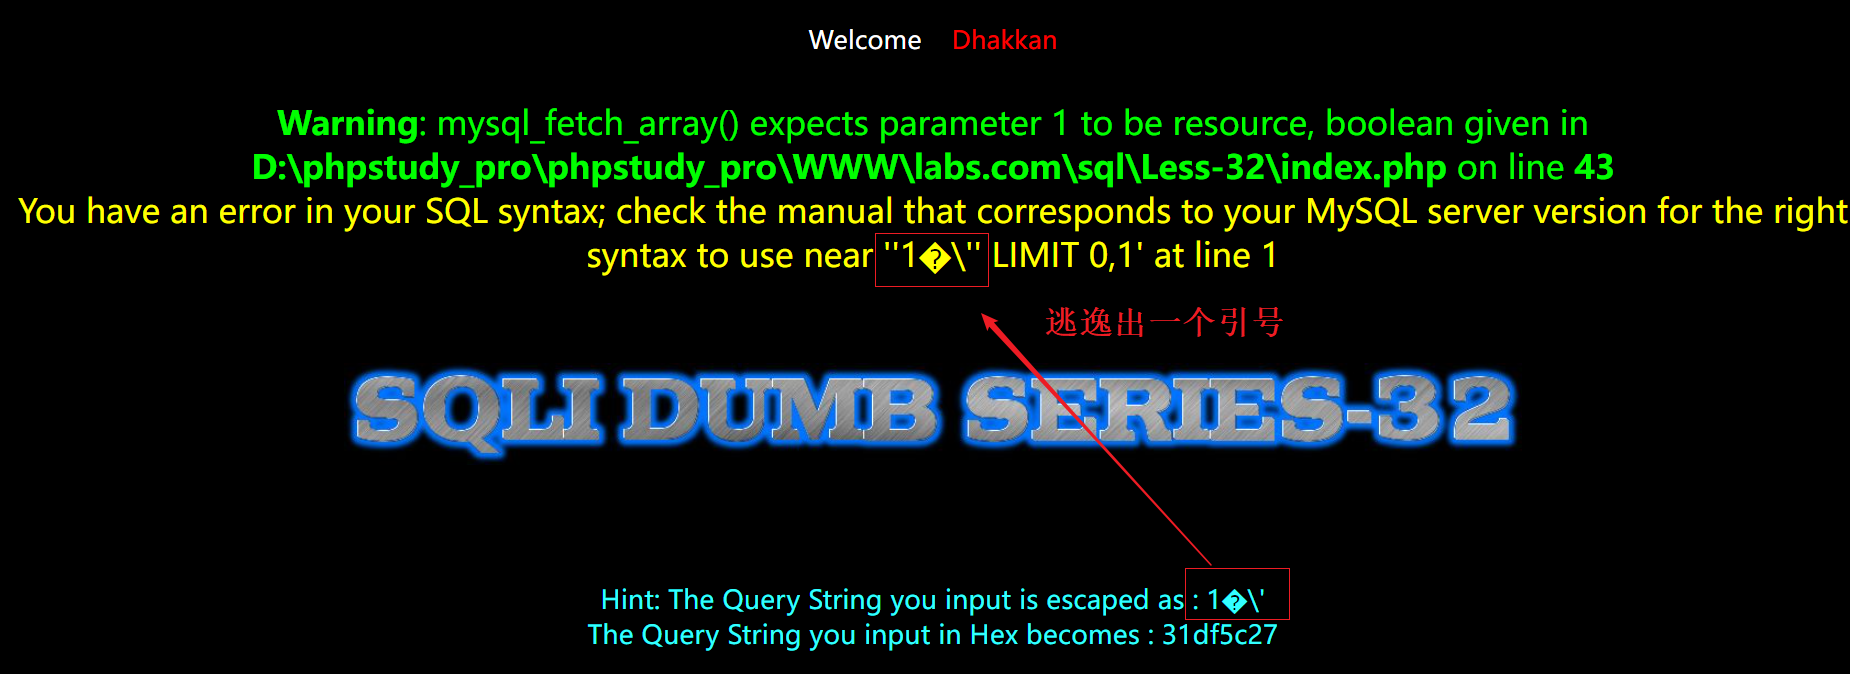 Welcome Dhakkan
Warning: mysql_fetch_array() expects parameter 1 to be resource, boolean given in
D:\phpstudy_pro\phpstudy_pro\WWW\labs.com\sql\Less-32\index.php on line 43
You have an error in your SQL syntax; check the manual that corresponds to your MySQL server version for the right
syntax to use near ''1�\'' LIMIT 0,1' at line 1
逃逸出一个引号
SQLI DUMB SERIES-32
Hint: The Query String you input is escaped as : 1�\'
The Query String you input in Hex becomes : 31df5c27